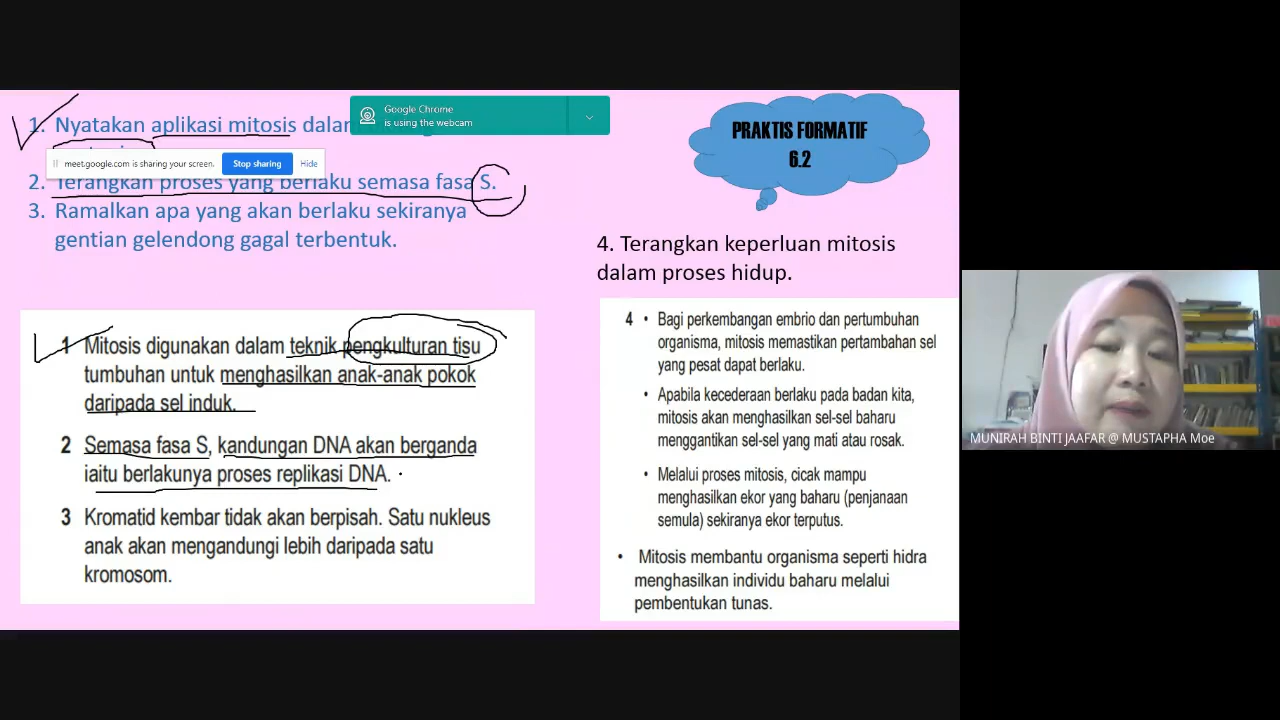 1. Nyatakan aplikasi mitosis dalam
Google Chrome
is using the webcam
meet.google.com is sharing your screen. Stop sharing Hide
2. Terangkan proses yang berlaku semasa fasa S.
3. Ramalkan apa yang akan berlaku sekiranya
gentian gelendong gagal terbentuk.
1 Mitosis digunakan dalam teknik pengkulturan tisu
tumbuhan untuk menghasilkan anak-anak pokok
daripada sel induk.
2 Semasa fasa S, kandungan DNA akan berganda
iaitu berlakunya proses replikasi DNA.
3 Kromatid kembar tidak akan berpisah. Satu nukleus
anak akan mengandungi lebih daripada satu
kromosom.
PRAKTIS FORMATIF
6.2
4. Terangkan keperluan mitosis
dalam proses hidup.
4 • Bagi perkembangan embrio dan pertumbuhan
organisma, mitosis memastikan pertambahan sel
yang pesat dapat berlaku.
• Apabila kecederaan berlaku pada badan kita,
mitosis akan menghasilkan sel-sel baharu
menggantikan sel-sel yang mati atau rosak.
• Melalui proses mitosis, cicak mampu
menghasilkan ekor yang baharu (penjanaan
semula) sekiranya ekor terputus.
• Mitosis membantu organisma seperti hidra
menghasilkan individu baharu melalui
pembentukan tunas.
MUNIRAH BINTI JAAFAR @ MUSTAPHA Moe